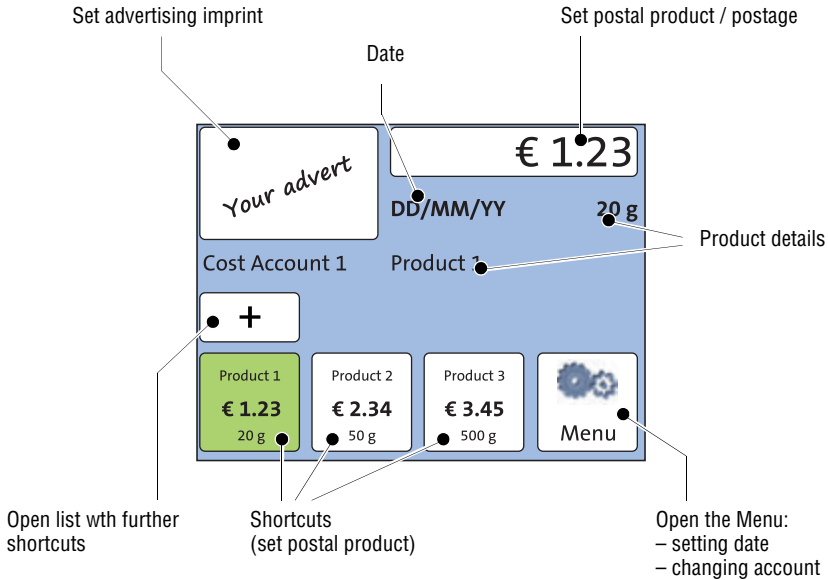 Set advertising imprint
Set postal product / postage
Date
€ 1.23
Your advert
DD/MM/YY
20 g
Product details
Cost Account 1
Product 1
+
Product 1
€ 1.23
20 g
Product 2
€ 2.34
50 g
Product 3
€ 3.45
500 g
Menu
Open list wth further
shortcuts
Shortcuts
(set postal product)
Open the Menu:
– setting date
– changing account